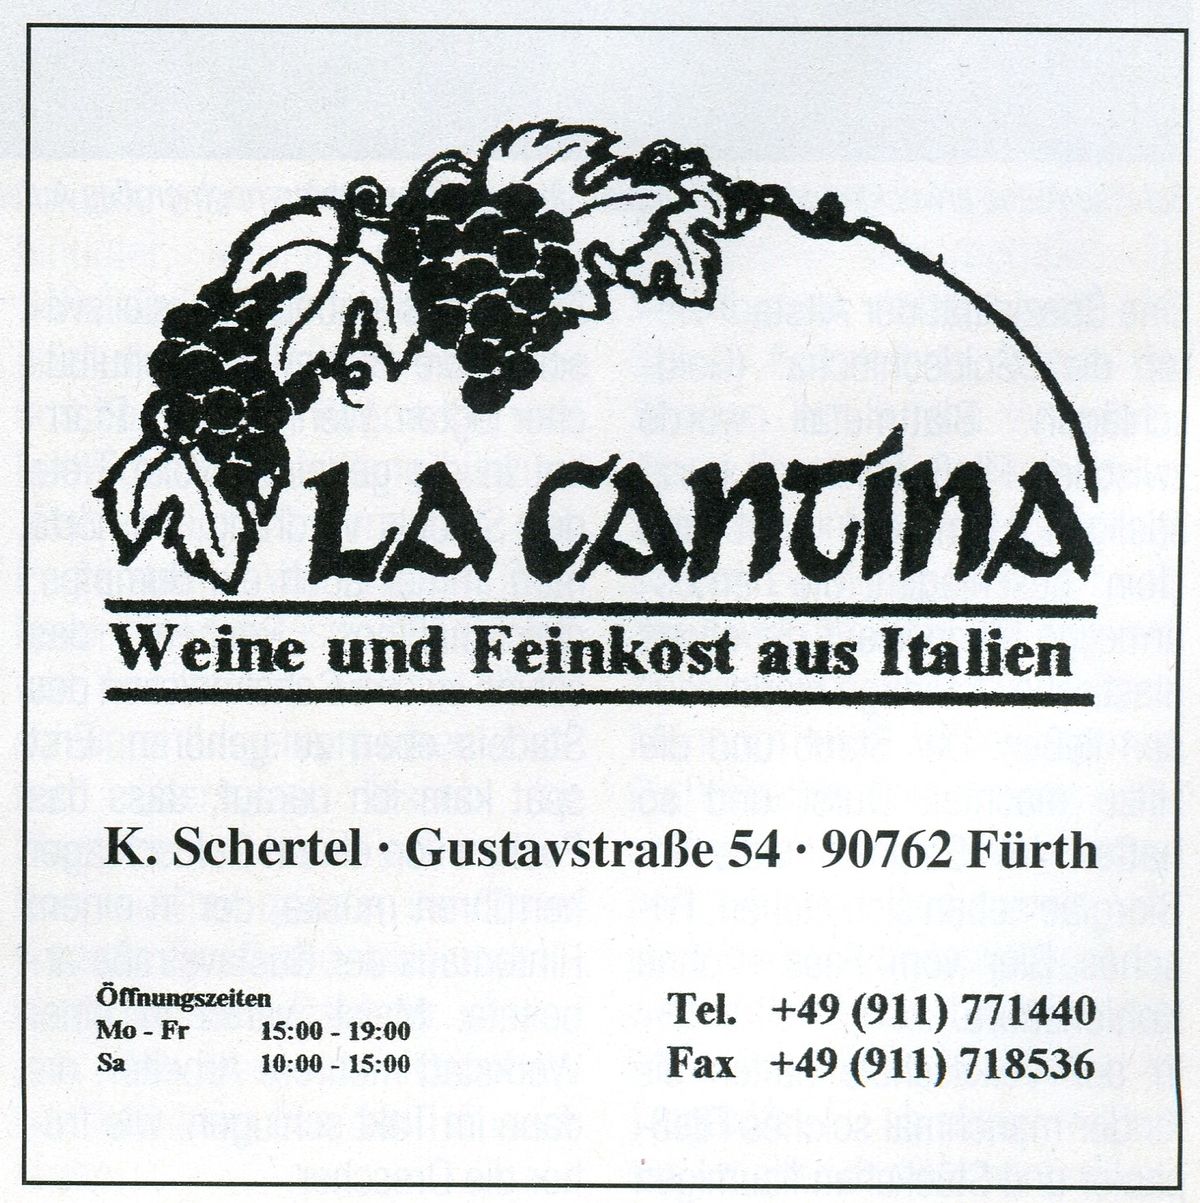 La Cantina
Weine und Feinkost aus Italien
K. Schertel · Gustavstraße 54 · 90762 Fürth
Öffnungszeiten
Mo - Fr 15:00 - 19:00
Sa 10:00 - 15:00
Tel. +49 (911) 771440
Fax +49 (911) 718536